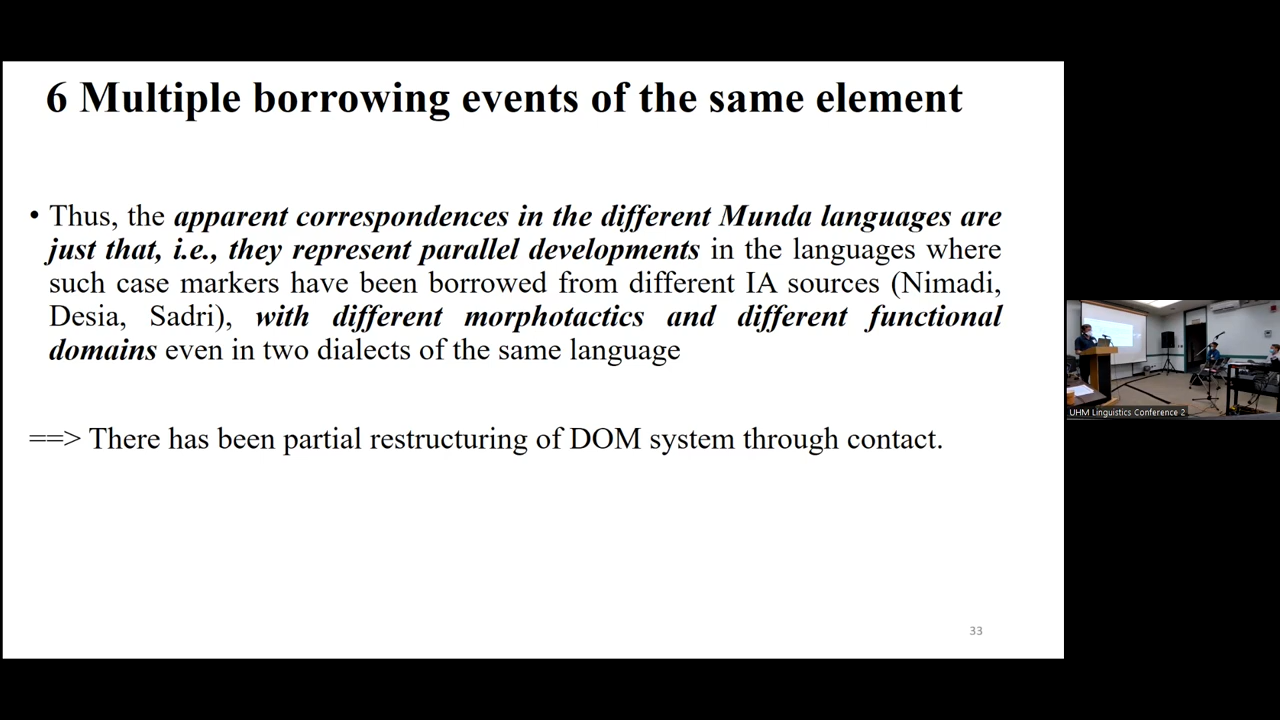 6 Multiple borrowing events of the same element
• Thus, the apparent correspondences in the different Munda languages are
just that, i.e., they represent parallel developments in the languages where
such case markers have been borrowed from different IA sources (Nimadi,
Desia, Sadri), with different morphotactics and different functional
domains even in two dialects of the same language
==> There has been partial restructuring of DOM system through contact.
33
UHM Linguistics Conference 2